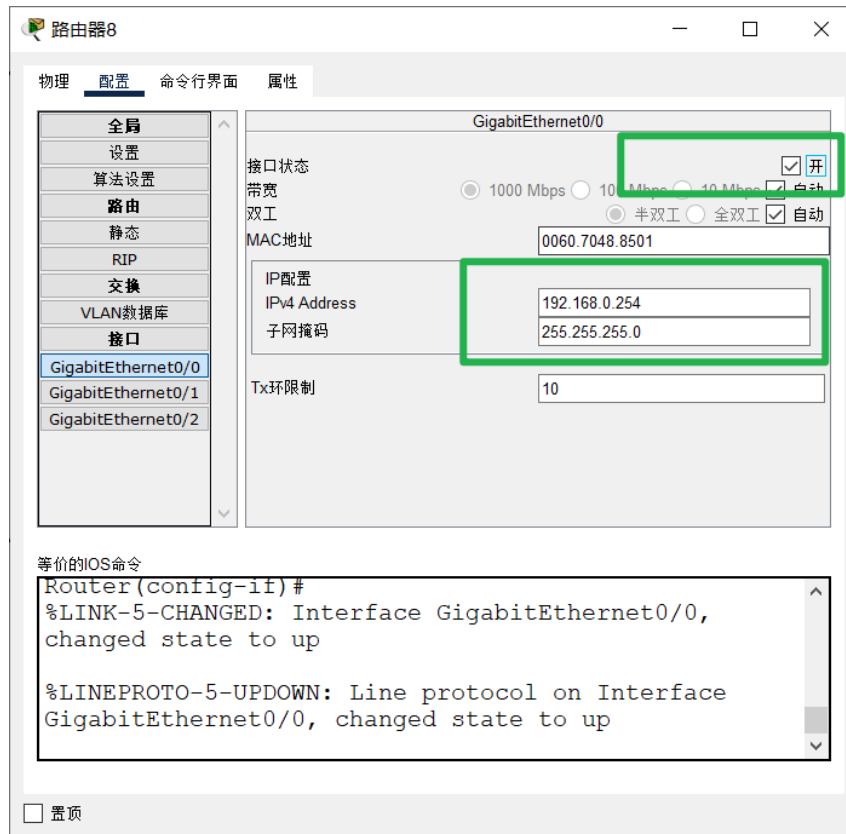 路由器8
物理 配置 命令行界面 属性
全局
设置
算法设置
路由
静态
RIP
交换
VLAN数据库
接口
GigabitEthernet0/0
GigabitEthernet0/1
GigabitEthernet0/2
GigabitEthernet0/0
接口状态 开
带宽 1000 Mbps 100 Mbps 10 Mbps 自动
双工 半双工 全双工 自动
MAC地址 0060.7048.8501
IP配置
IPv4 Address 192.168.0.254
子网掩码 255.255.255.0
Tx环限制 10
等价的IOS命令
Router(config-if)#
%LINK-5-CHANGED: Interface GigabitEthernet0/0,
changed state to up
%LINEPROTO-5-UPDOWN: Line protocol on Interface
GigabitEthernet0/0, changed state to up
置顶